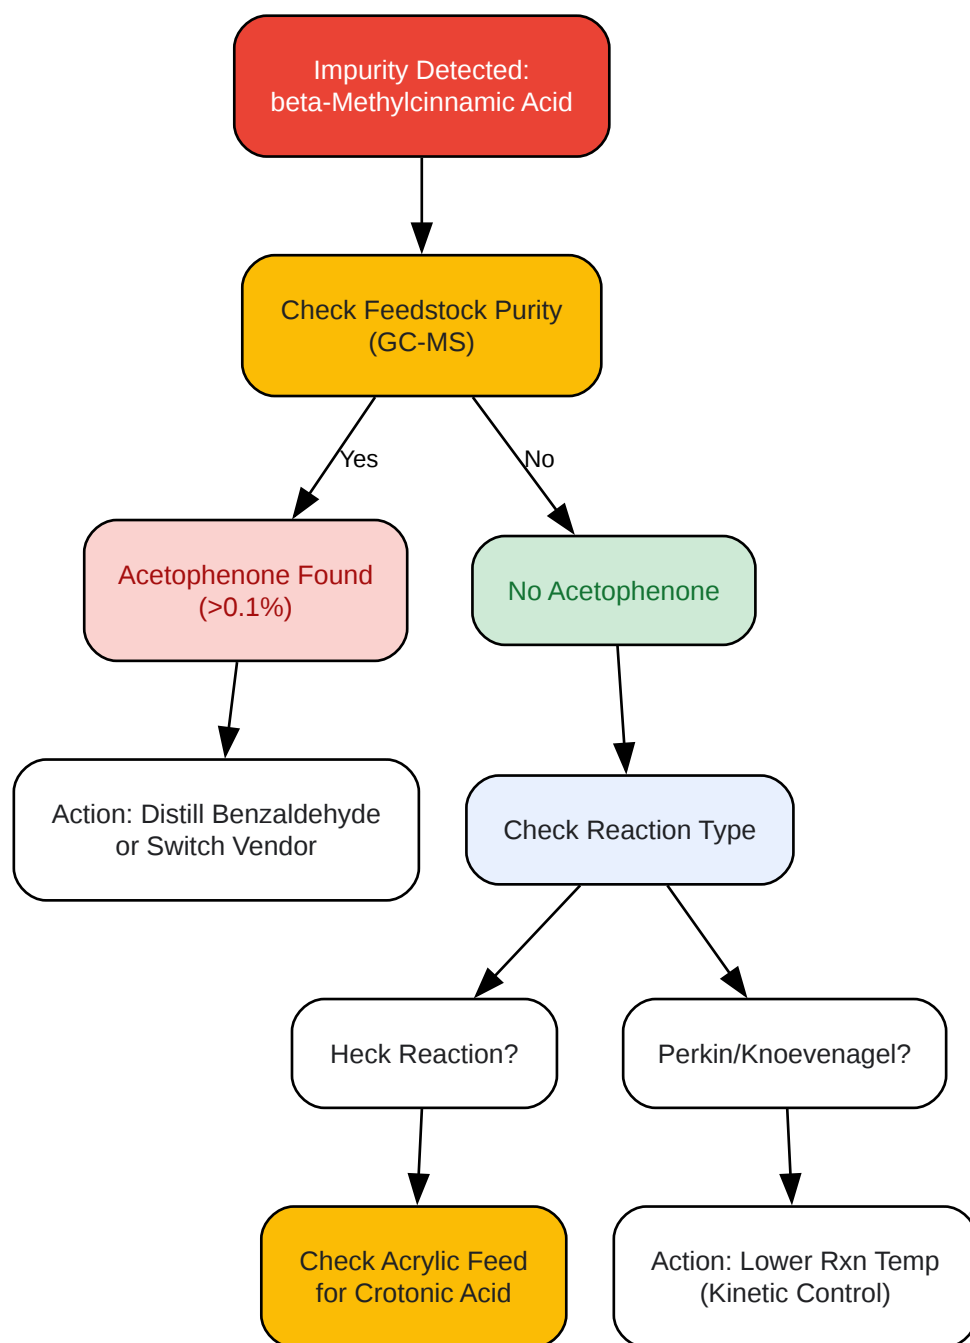 Impurity Detected:
beta-Methylcinnamic Acid
Check Feedstock Purity
(GC-MS)
Yes
No
Acetophenone Found
(>0.1%)
No Acetophenone
Action: Distill Benzaldehyde
or Switch Vendor
Check Reaction Type
Heck Reaction?
Perkin/Knoevenagel?
Check Acrylic Feed
for Crotonic Acid
Action: Lower Rxn Temp
(Kinetic Control)